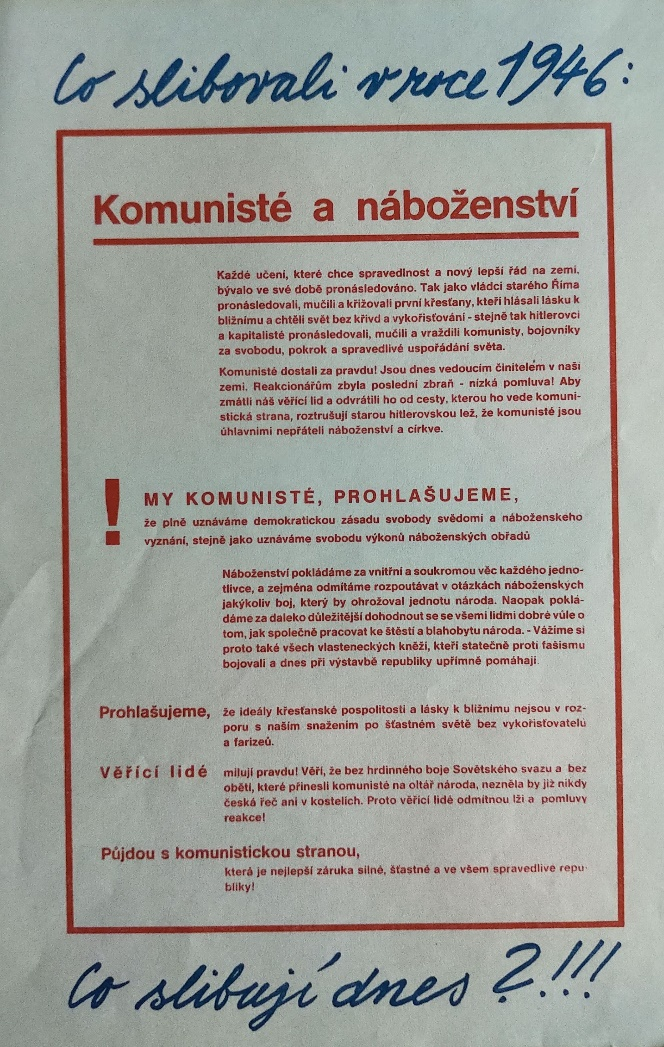 Co slibovali v roce 1946:
Komunisté a náboženství
Každé učení, které chce spravedlnost a nový lepší řád na zemi,
bývalo ve své době pronásledováno. Tak jako vládci starého Říma
pronásledovali, mučili a křižovali první křesťany, kteří hlásali lásku k
bližnímu a chtěli svět bez křivd a vykořisťování - stejně tak hitlerovci
a kapitalisté pronásledovali, mučili a vraždili komunisty, bojovníky
za svobodu, pokrok a spravedlivé uspořádání světa.
Komunisté dostali za pravdu! Jsou dnes vedoucím činitelem v naší
zemi. Reakcionářům zbyla poslední zbraň - nízká pomluva! Aby
zmátli náš věřící lid a odvrátili ho od cesty, kterou ho vede komuni-
stická strana, roztrušují starou hitlerovskou lež, že komunisté jsou
úhlavními nepřáteli náboženství a církve.
! MY KOMUNISTÉ, PROHLAŠUJEME,
že plně uznáváme demokratickou zásadu svobody svědomí a náboženského
vyznání, stejně jako uznáváme svobodu výkonů náboženských obřadů
Náboženství pokládáme za vnitřní a soukromou věc každého jedno-
tlivce, a zejména odmítáme rozpoutávat v otázkách náboženských
jakýkoliv boj, který by ohrožoval jednotu národa. Naopak poklá-
dáme za daleko důležitější dohodnout se se všemi lidmi dobré vůle o
tom, jak společně pracovat ke štěstí a blahobytu národa. - Vážíme si
proto také všech vlasteneckých kněží, kteří statečně proti fašismu
bojovali a dnes při výstavbě republiky upřímně pomáhají.
Prohlašujeme, že ideály křesťanské pospolitosti a lásky k bližnímu nejsou v roz-
poru s naším snažením po šťastném světě bez vykořisťovatelů
a farizeů.
Věřící lidé milují pravdu! Věří, že bez hrdinného boje Sovětského svazu a bez
obětí, které přinesli komunisté na oltář národa, nezněla by již nikdy
česká řeč ani v kostelích. Proto věřící lidé odmítnou lži a pomluvy
reakce!
Půjdou s komunistickou stranou,
která je nejlepší záruka silné, šťastné a ve všem spravedlive repu-
bliky!
Co slibují dnes ?!!!